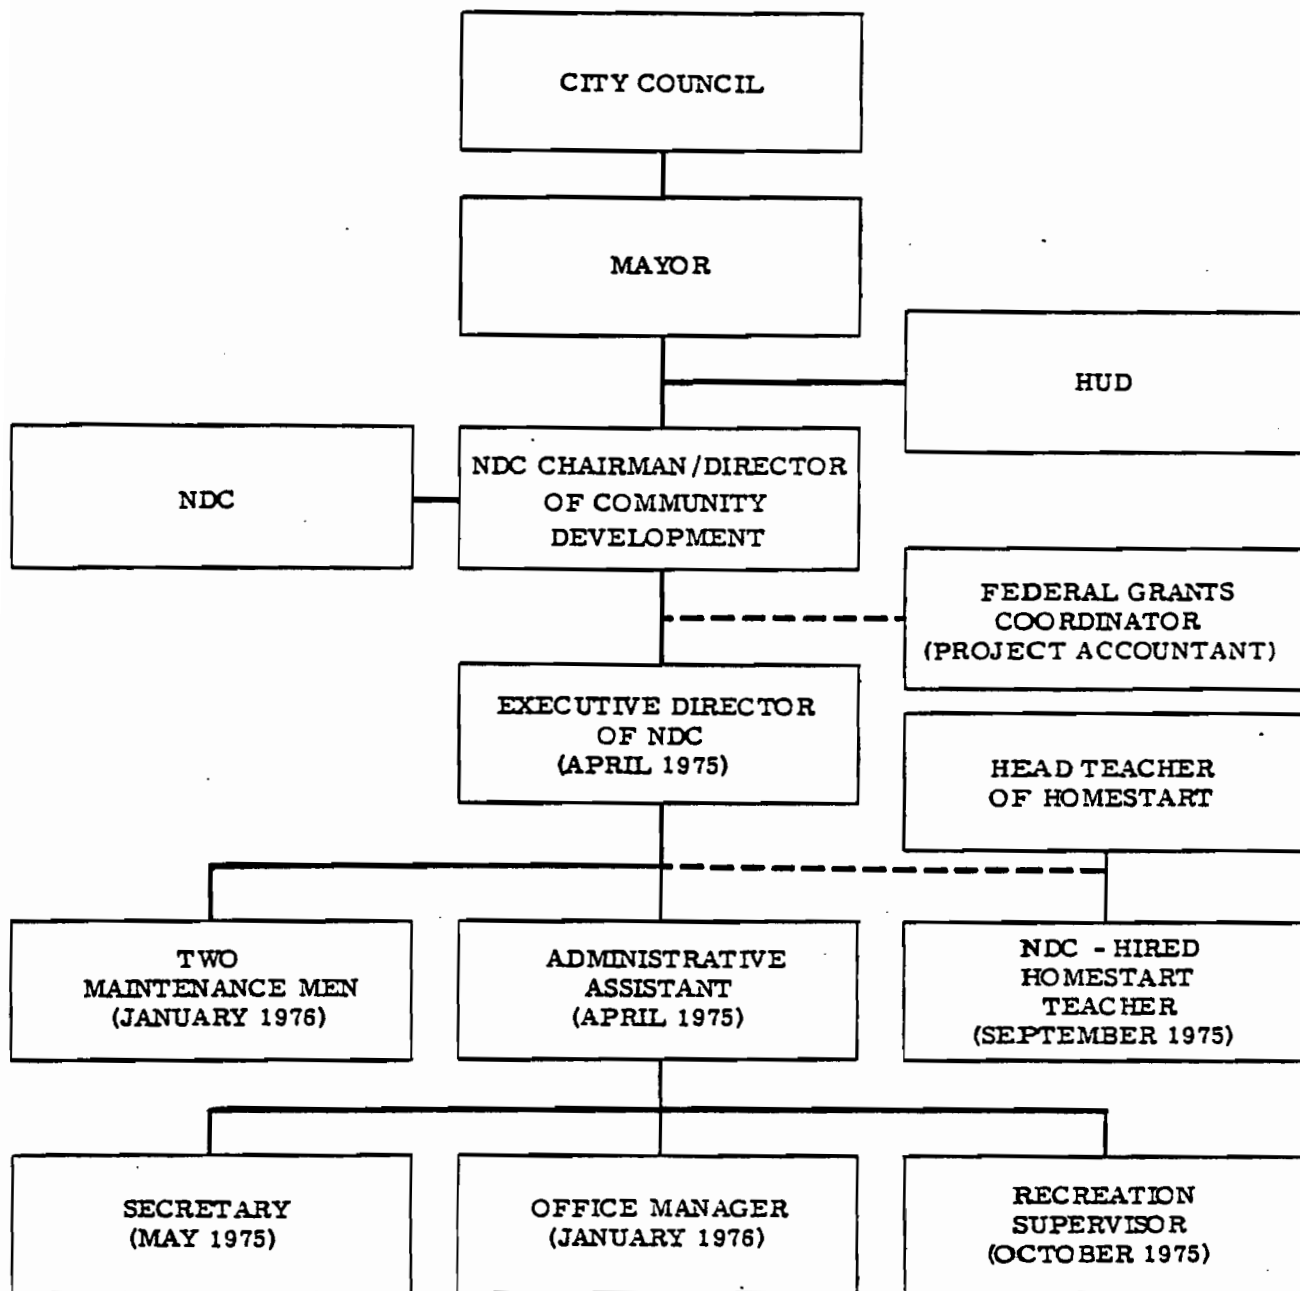 CITY COUNCIL
MAYOR
HUD
NDC
NDC CHAIRMAN/DIRECTOR
OF COMMUNITY
DEVELOPMENT
FEDERAL GRANTS
COORDINATOR
(PROJECT ACCOUNTANT)
EXECUTIVE DIRECTOR
OF NDC
(APRIL 1975)
HEAD TEACHER
OF HOMESTART
TWO
MAINTENANCE MEN
(JANUARY 1976)
ADMINISTRATIVE
ASSISTANT
(APRIL 1975)
NDC - HIRED
HOMESTART
TEACHER
(SEPTEMBER 1975)
SECRETARY
(MAY 1975)
OFFICE MANAGER
(JANUARY 1976)
RECREATION
SUPERVISOR
(OCTOBER 1975)